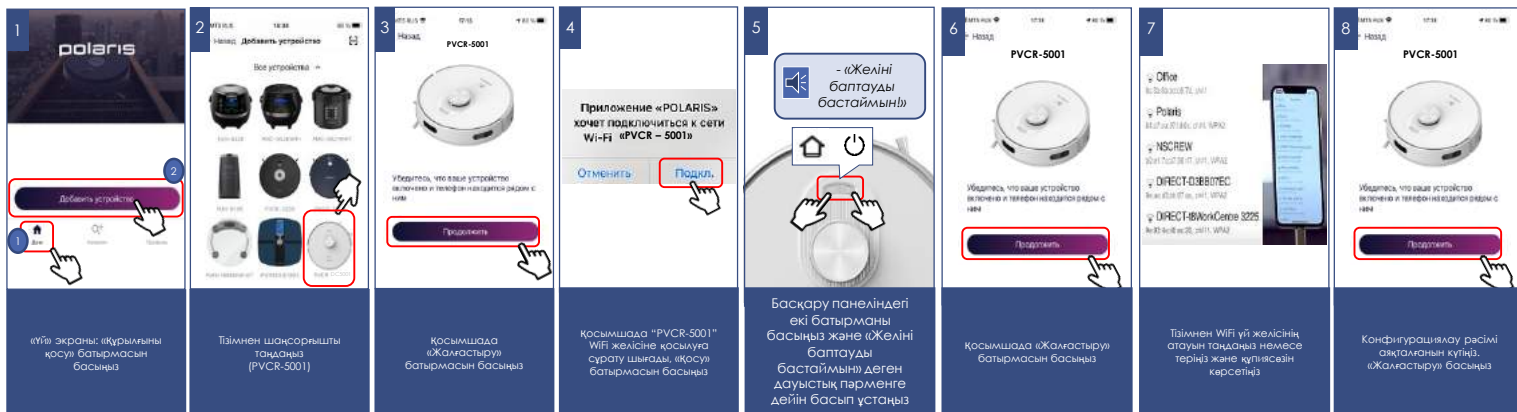 1
polaris
2
Добавить устройство
1
Дом
Профиль
«Үй» экраны: «Құрылғыны
қосу» батырмасын
басыңыз
2
MTS RUS
Назад Добавить устройство
Все устройства
Тізімнен шаңсорғышты
таңдаңыз
(PVCR-5001)
3
Назад
PVCR-5001
Убедитесь, что ваше устройство
включено и телефон находится рядом с
ним
Продолжить
Қосымшада
«Жалғастыру»
батырмасын басыңыз
4
Приложение «POLARIS»
хочет подключиться к сети
Wi-Fi «PVCR – 5001»
Отменить
Подкл.
Қосымшада “PVCR-5001”
WiFi желісіне қосылуға
сұрату шығады, «Қосу»
батырмасын басыңыз
5
- «Желіні
баптауды
бастаймын!»
Басқару панеліндегі
екі батырманы
басыңыз және «Желіні
баптауды
бастаймын» деген
дауыстық пәрменге
дейін басып ұстаңыз
6
Назад
PVCR-5001
Убедитесь, что ваше устройство
включено и телефон находится рядом с
ним
Продолжить
Қосымшада «Жалғастыру»
батырмасын басыңыз
7
Office
Polaris
NSCREW
DIRECT-D3B807EC
DIRECT-t8WorkCentre 3225
Тізімнен WiFi үй желісінің
атауын таңдаңыз немесе
теріңіз және құпиясөзін
көрсетіңіз
8
Назад
PVCR-5001
Убедитесь, что ваше устройство
включено и телефон находится рядом с
ним
Продолжить
Конфигурациялау рәсімі
аяқталғанын күтіңіз.
«Жалғастыру» басыңыз